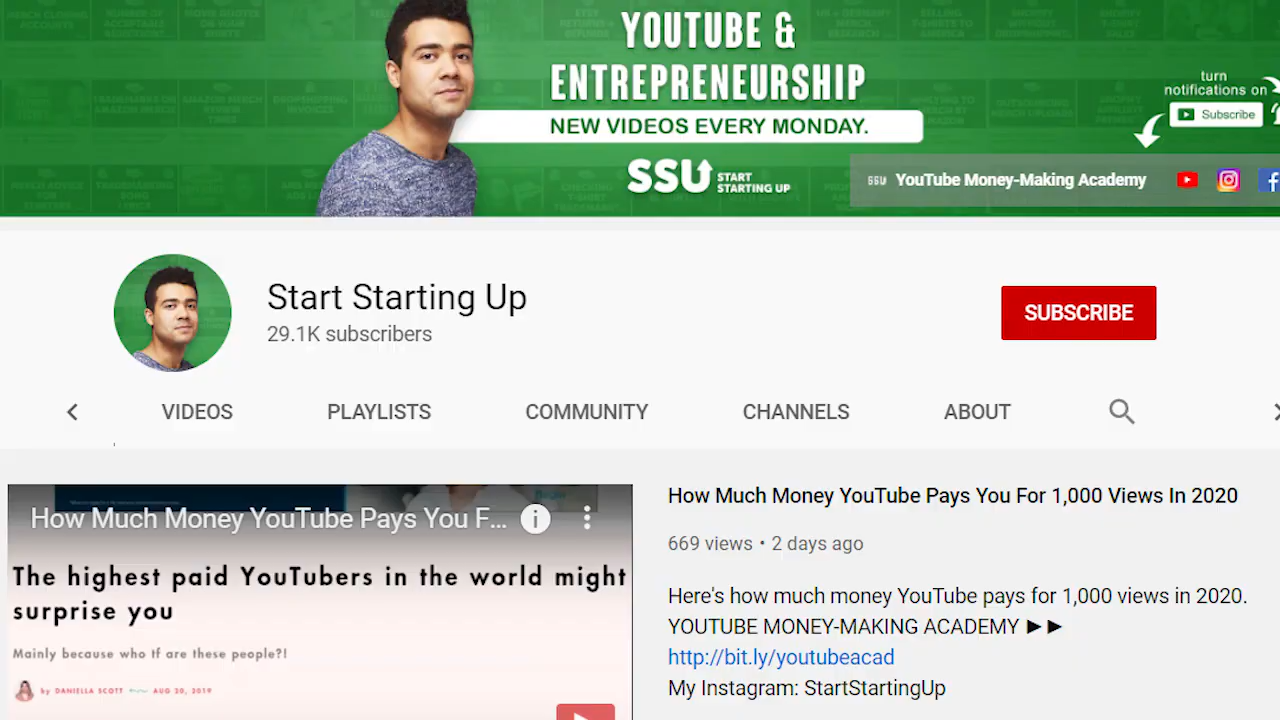 YOUTUBE &
ENTREPRENEURSHIP
NEW VIDEOS EVERY MONDAY.
SSU START
STARTING UP
turn
notifications on
Subscribe
SSU YouTube Money-Making Academy
Start Starting Up
29.1K subscribers
SUBSCRIBE
VIDEOS PLAYLISTS COMMUNITY CHANNELS ABOUT
How Much Money YouTube Pays You F...
The highest paid YouTubers in the world might
surprise you
Mainly because who tf are these people?!
by DANIELLA SCOTT AUG 20, 2019
How Much Money YouTube Pays You For 1,000 Views In 2020
669 views • 2 days ago
Here's how much money YouTube pays for 1,000 views in 2020.
YOUTUBE MONEY-MAKING ACADEMY ►►
http://bit.ly/youtubeacad
My Instagram: StartStartingUp